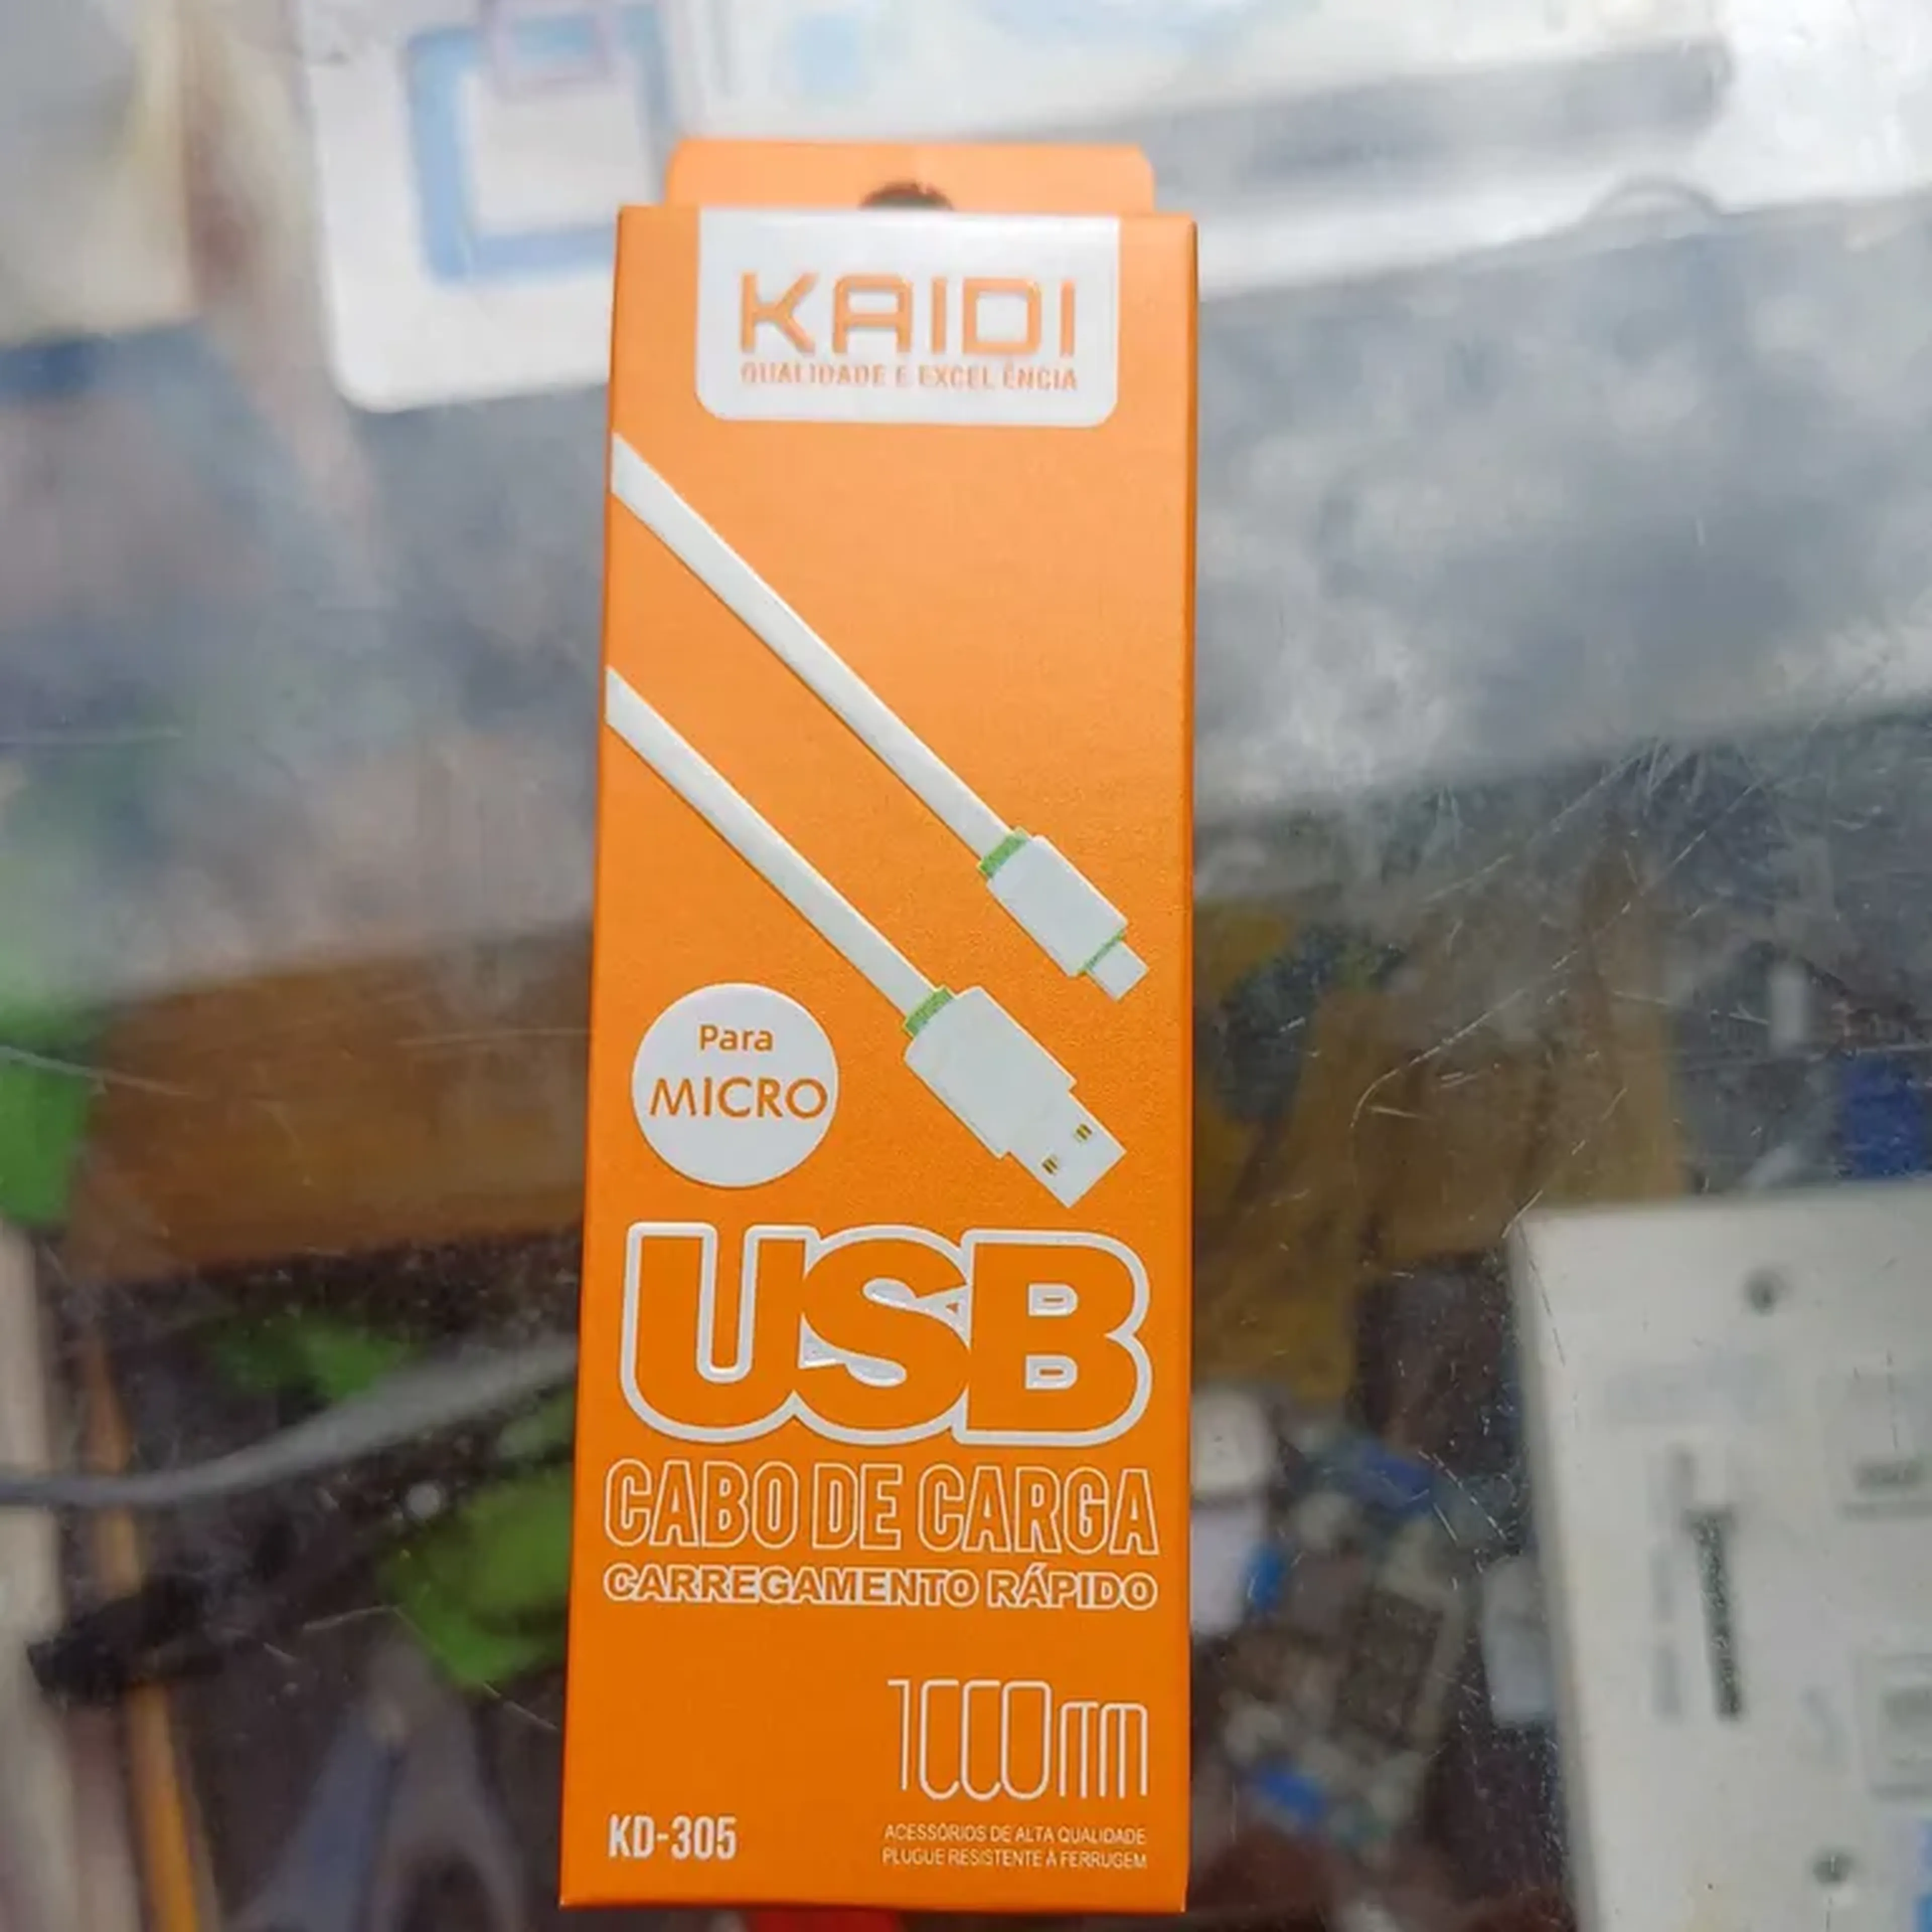 KAIDI
QUALIDADE E EXCELÊNCIA
Para
MICRO
USB
CABO DE CARGA
CARREGAMENTO RÁPIDO
1000mm
KD-305
ACESSÓRIOS DE ALTA QUALIDADE
PLUGUE RESISTENTE À FERRUGEM